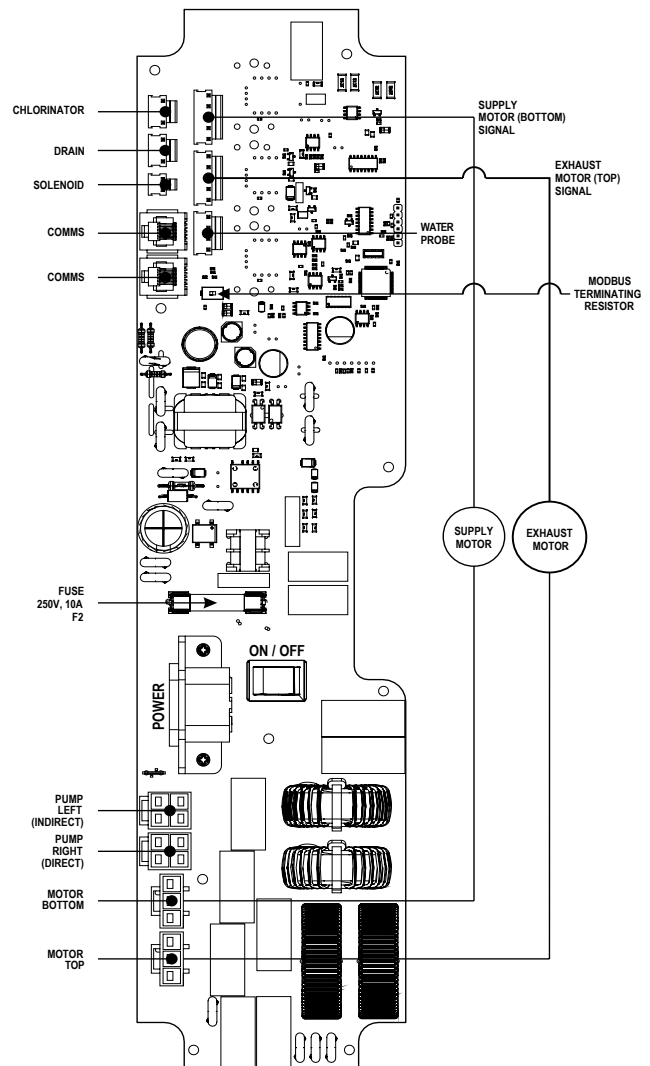 CHLORINATOR
DRAIN
SOLENOID
COMMS
COMMS
SUPPLY
MOTOR (BOTTOM)
SIGNAL
EXHAUST
MOTOR (TOP)
SIGNAL
WATER
PROBE
MODBUS
TERMINATING
RESISTOR
SUPPLY
MOTOR
EXHAUST
MOTOR
FUSE
250V, 10A
F2
ON / OFF
POWER
PUMP
LEFT
(INDIRECT)
PUMP
RIGHT
(DIRECT)
MOTOR
BOTTOM
MOTOR
TOP